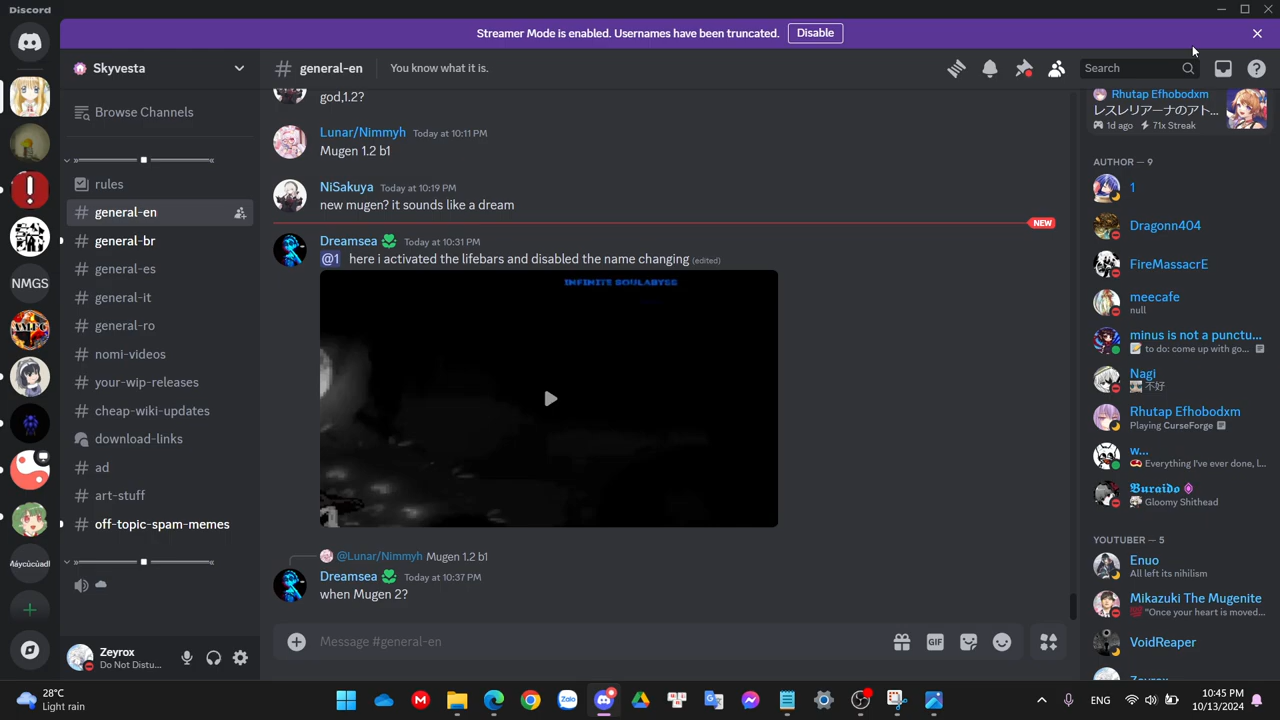 Discord
Streamer Mode is enabled. Usernames have been truncated.
Disable
Skyvesta
general-en
You know what it is.
Search
Browse Channels
rules
general-en
general-br
general-es
general-it
general-ro
nomi-videos
your-wip-releases
cheap-wiki-updates
download-links
ad
art-stuff
off-topic-spam-memes
NMGS
Zeyrox
Do Not Distu...
god,1.2?
Lunar/Nimmyh Today at 10:11 PM
Mugen 1.2 b1
NiSakuya Today at 10:19 PM
new mugen? it sounds like a dream
NEW
Dreamsea Today at 10:31 PM
@1 here i activated the lifebars and disabled the name changing (edited)
INFINITE SOULABYSS
@Lunar/Nimmyh Mugen 1.2 b1
Dreamsea Today at 10:37 PM
when Mugen 2?
Message #general-en
GIF
Rhutap Efhobodxm
レスレリアーナのアト...
1d ago 71x Streak
AUTHOR — 9
1
Dragonn404
FireMassacrE
meecafe
null
minus is not a punctu...
to do: come up with go...
Nagi
不好
Rhutap Efhobodxm
Playing CurseForge
w...
Everything I've ever done, I...
𝕭𝖚𝖗𝖆𝖎𝖉𝖔
Gloomy Shithead
YOUTUBER — 5
Enuo
All left its nihilism
Mikazuki The Mugenite
"Once your heart is moved...
VoidReaper
28°C
Light rain
Zalo
ENG
10:45 PM
10/13/2024